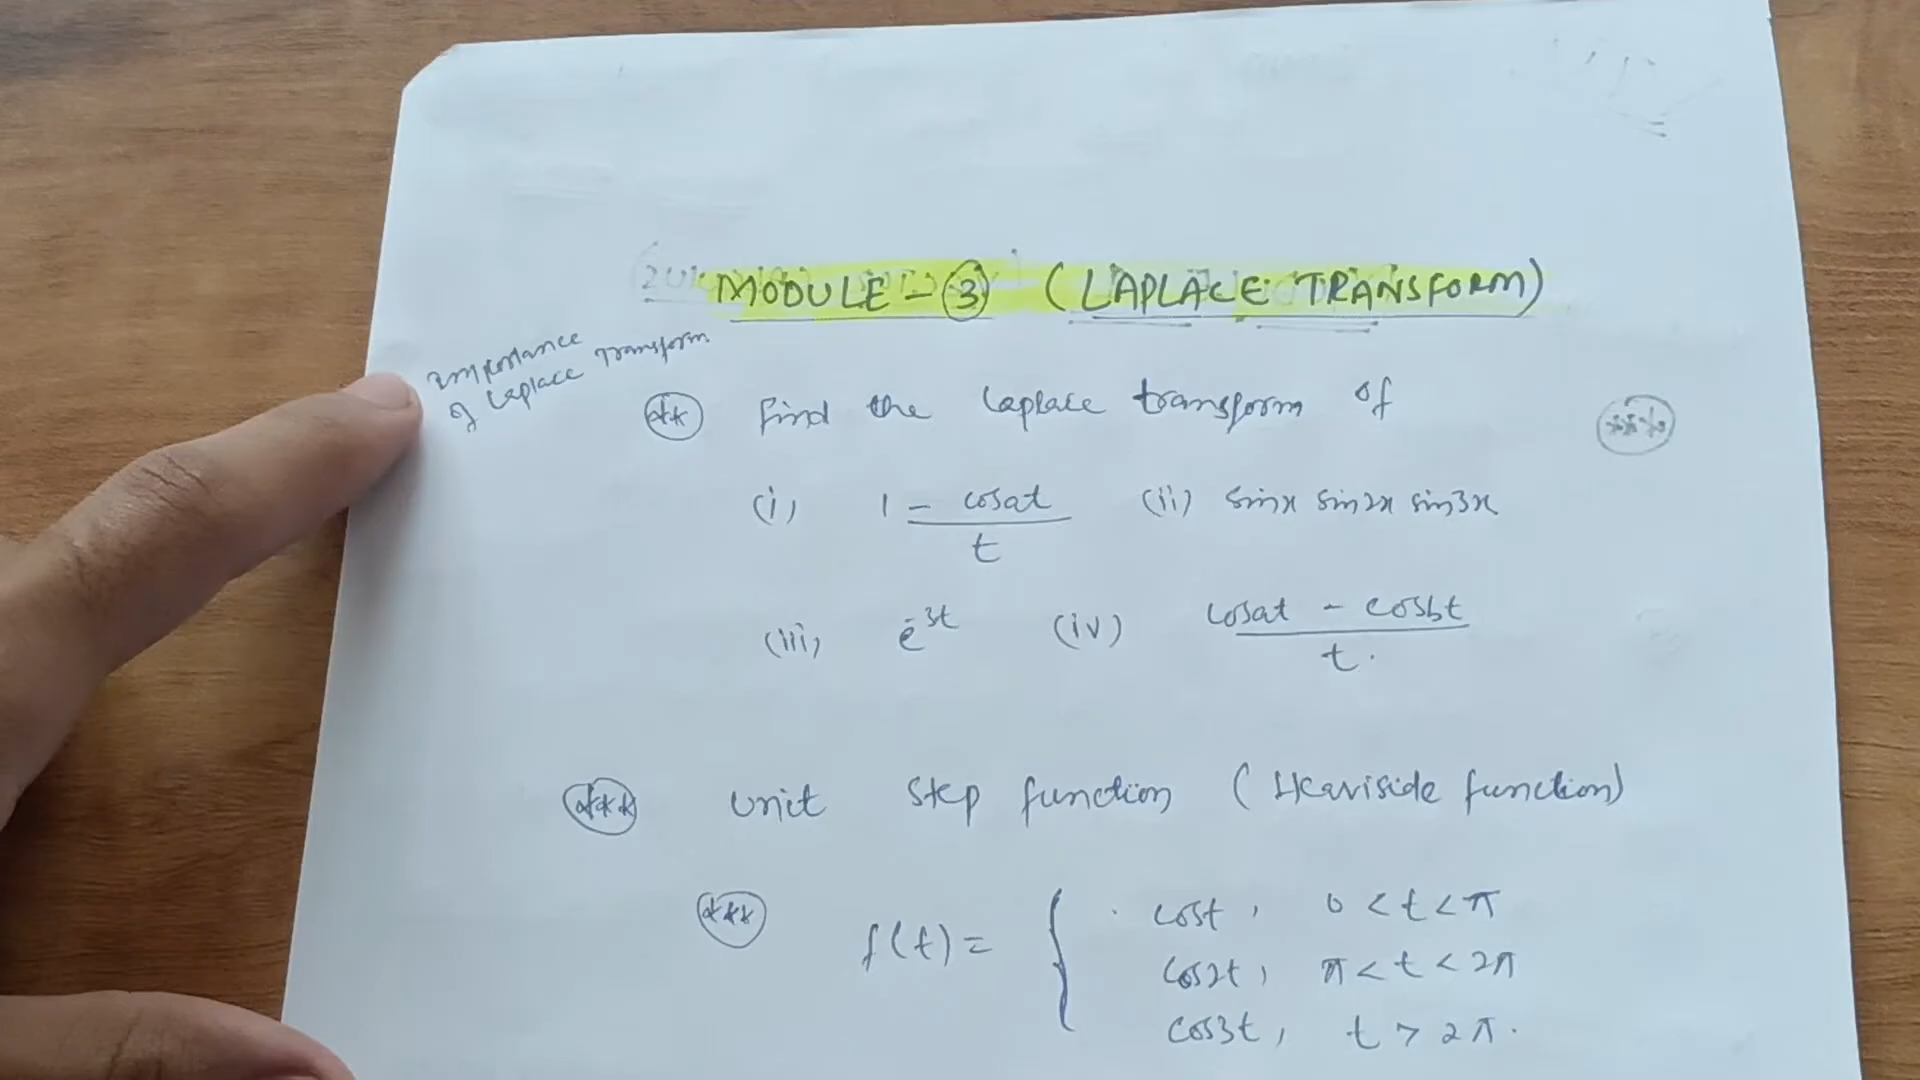 MODULE - ③ (LAPLACE TRANSFORM)
Importance
of Laplace Transform
** Find the Laplace transform of
(i) 1 - cosat / t (ii) sinx sin2x sin3x
(iii) e^-3t (iv) cosat - cosbt / t.
*** Unit step function (Heaviside function)
*** f(t) = { cost, 0 < t < π
cos2t, π < t < 2π
cos3t, t > 2π.